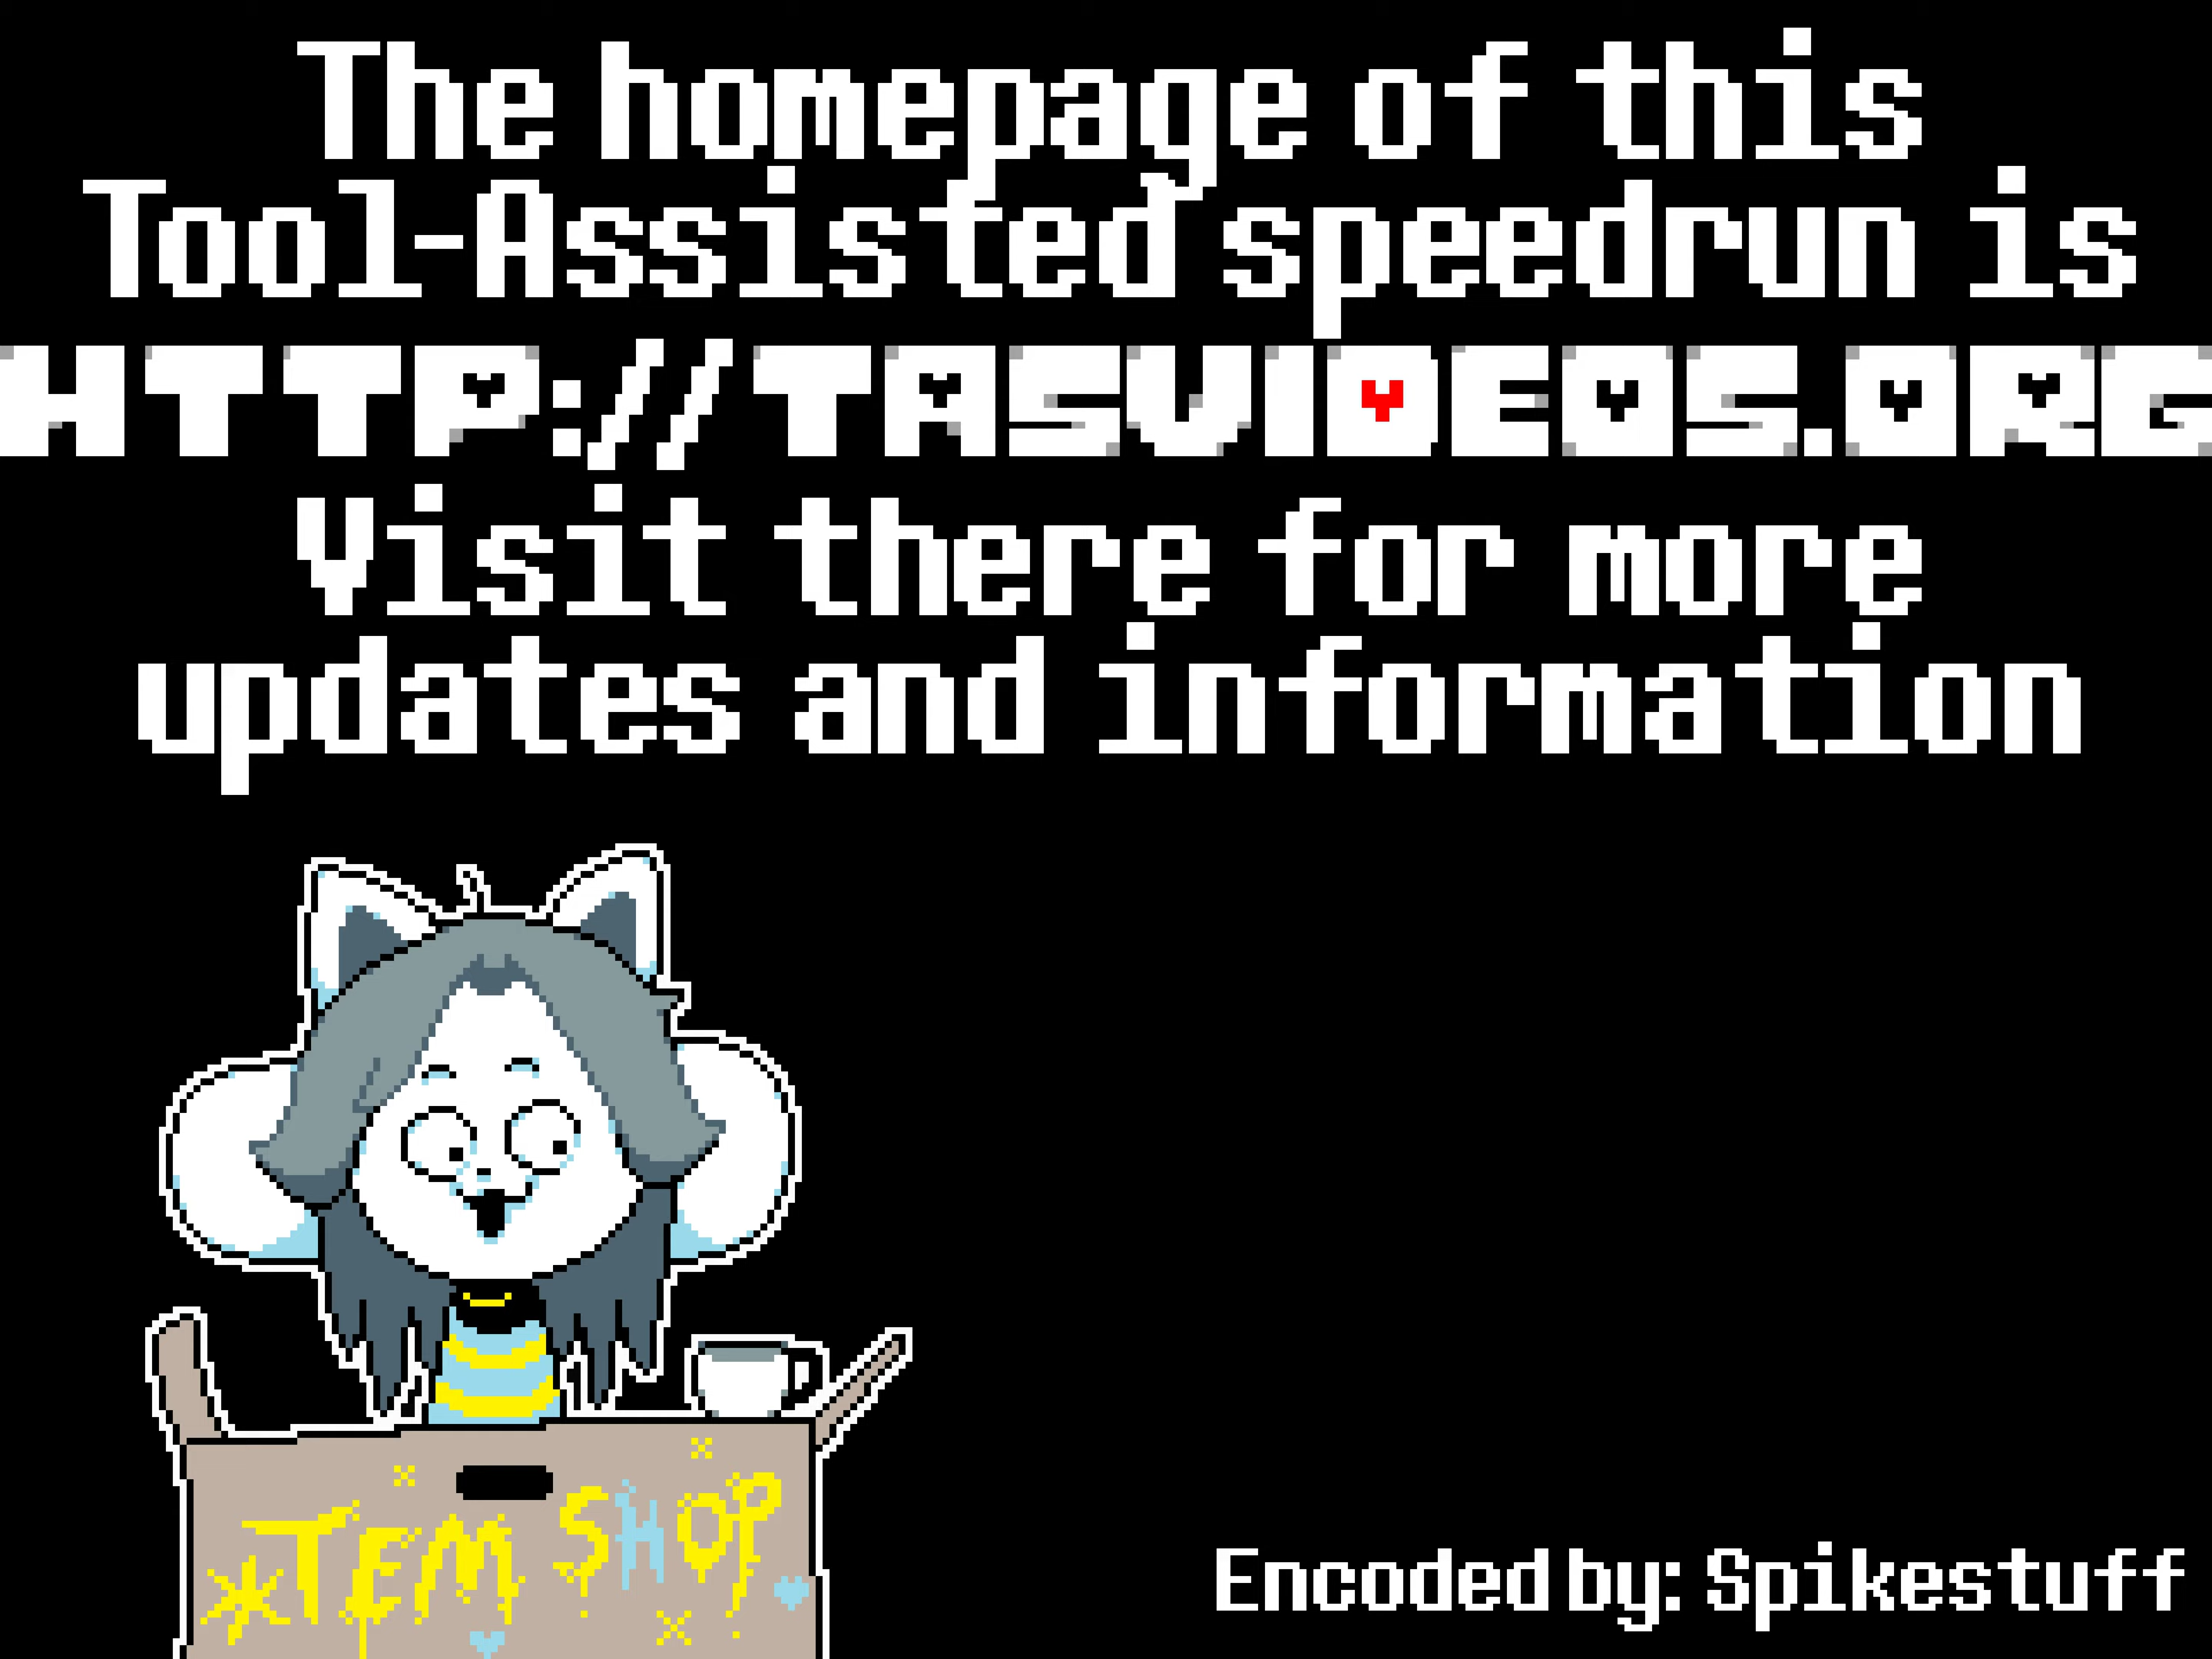 The homepage of this
Tool-Assisted speedrun is
HTTP://TASVIDEOS.ORG
Visit there for more
updates and information
*TEM SHOP
Encoded by: Spikestuff